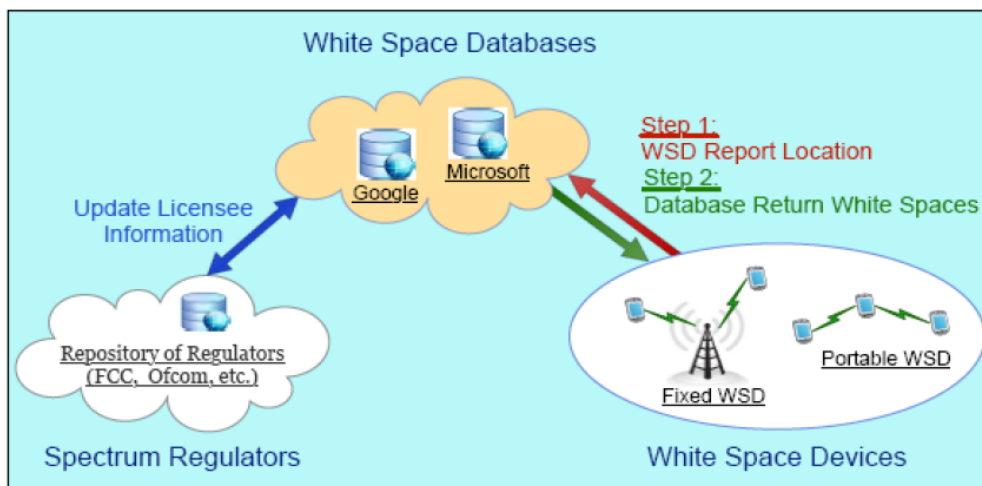 White Space Databases
Google
Microsoft
Step 1:
WSD Report Location
Step 2:
Database Return White Spaces
Update Licensee
Information
Repository of Regulators
(FCC, Ofcom, etc.)
Fixed WSD
Portable WSD
Spectrum Regulators
White Space Devices